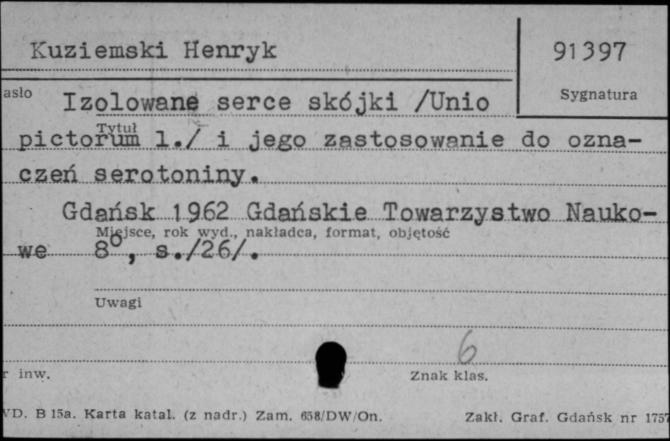 Kuziemski Henryk
91397
asło
Sygnatura
Izolowane serce skójki /Unio
Tytuł
pictorum l./ i jego zastosowanie do ozna-
czeń serotoniny.
Gdańsk 1962 Gdańskie Towarzystwo Nauko-
Miejsce, rok wyd., nakładca, format, objętość
we 8°, s./26/.
Uwagi
6
r inw.
Znak klas.
VD. B 15a. Karta katal. (z nadr.) Zam. 658/DW/On.
Zakł. Graf. Gdańsk nr 1757